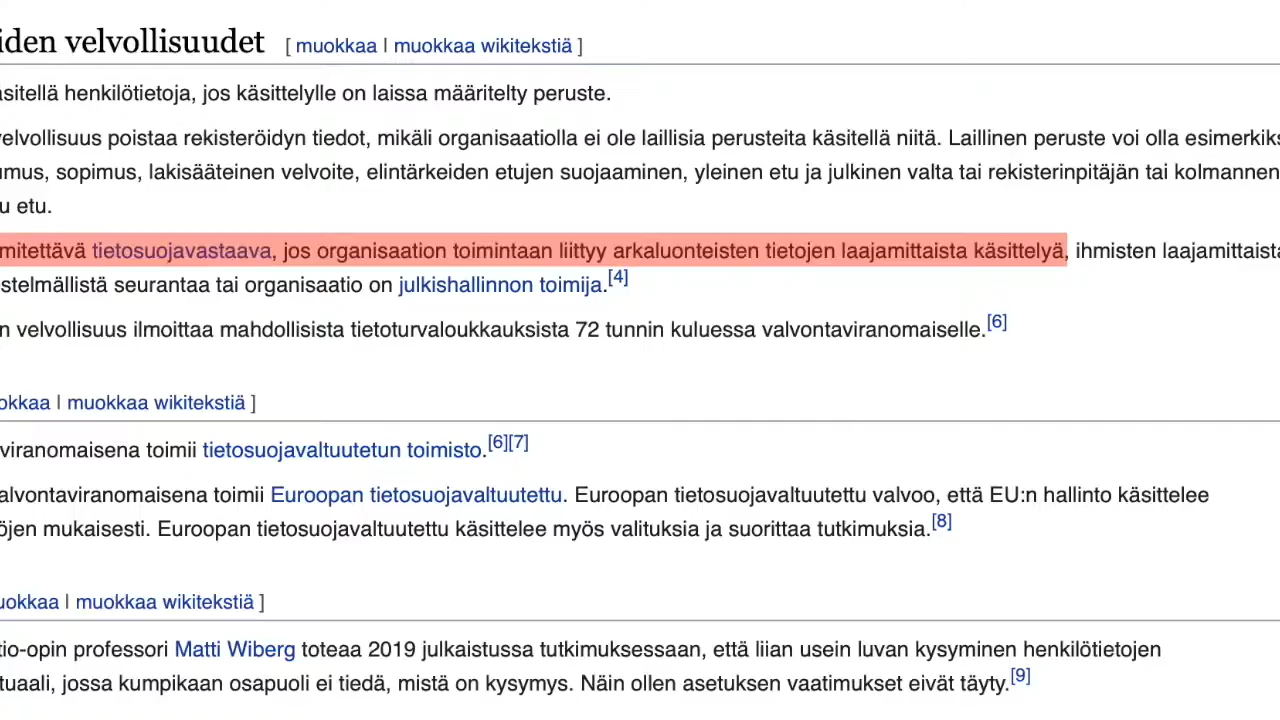 iden velvollisuudet [ muokkaa | muokkaa wikitekstiä ]
sitellä henkilötietoja, jos käsittelylle on laissa määritelty peruste.
velvollisuus poistaa rekisteröidyn tiedot, mikäli organisaatiolla ei ole laillisia perusteita käsitellä niitä. Laillinen peruste voi olla esimerkiks
umus, sopimus, lakisääteinen velvoite, elintärkeiden etujen suojaaminen, yleinen etu ja julkinen valta tai rekisterinpitäjän tai kolmannen
u etu.
mitettävä tietosuojavastaava, jos organisaation toimintaan liittyy arkaluonteisten tietojen laajamittaista käsittelyä, ihmisten laajamittaista
stelmällistä seurantaa tai organisaatio on julkishallinnon toimija.[4]
n velvollisuus ilmoittaa mahdollisista tietoturvaloukkauksista 72 tunnin kuluessa valvontaviranomaiselle.[6]
okkaa | muokkaa wikitekstiä ]
viranomaisena toimii tietosuojavaltuutetun toimisto.[6][7]
alvontaviranomaisena toimii Euroopan tietosuojavaltuutettu. Euroopan tietosuojavaltuutettu valvoo, että EU:n hallinto käsittelee
öjen mukaisesti. Euroopan tietosuojavaltuutettu käsittelee myös valituksia ja suorittaa tutkimuksia.[8]
uokkaa | muokkaa wikitekstiä ]
tio-opin professori Matti Wiberg toteaa 2019 julkaistussa tutkimuksessaan, että liian usein luvan kysyminen henkilötietojen
tuaali, jossa kumpikaan osapuoli ei tiedä, mistä on kysymys. Näin ollen asetuksen vaatimukset eivät täyty.[9]